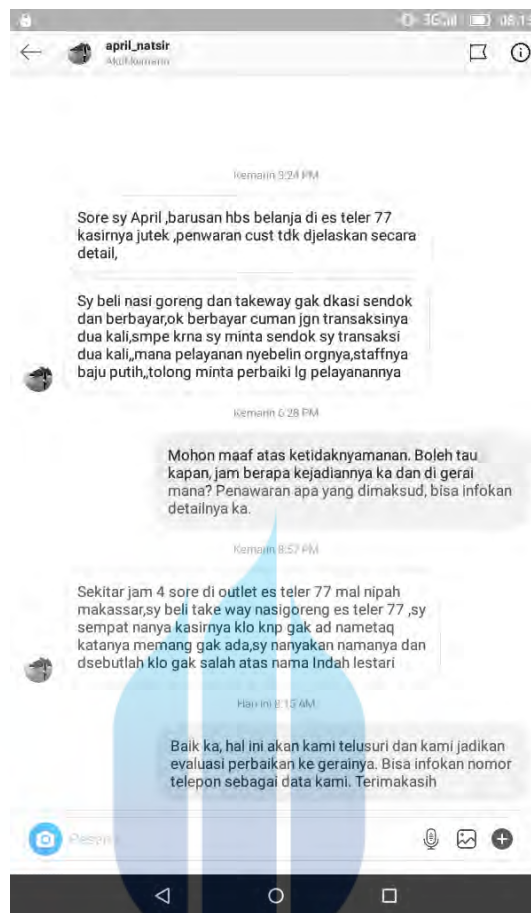 3G 08:15
april_natsir
Aktif kemarin
Kemarin 3:24 PM
Sore sy April ,barusan hbs belanja di es teler 77
kasirnya jutek ,penwaran cust tdk djelaskan secara
detail,
Sy beli nasi goreng dan takeway gak dkasi sendok
dan berbayar,ok berbayar cuman jgn transaksinya
dua kali,smpe krna sy minta sendok sy transaksi
dua kali,,mana pelayanan nyebelin orgnya,staffnya
baju putih,,tolong minta perbaiki lg pelayanannya
Kemarin 6:28 PM
Mohon maaf atas ketidaknyamanan. Boleh tau
kapan, jam berapa kejadiannya ka dan di gerai
mana? Penawaran apa yang dimaksud, bisa infokan
detailnya ka.
Kemarin 8:57 PM
Sekitar jam 4 sore di outlet es teler 77 mal nipah
makassar,sy beli take way nasigoreng es teler 77 ,sy
sempat nanya kasirnya klo knp gak ad nametaq
katanya memang gak ada,sy nanyakan namanya dan
dsebutlah klo gak salah atas nama Indah lestari
Hari ini 8:15 AM
Baik ka, hal ini akan kami telusuri dan kami jadikan
evaluasi perbaikan ke gerainya. Bisa infokan nomor
telepon sebagai data kami. Terimakasih